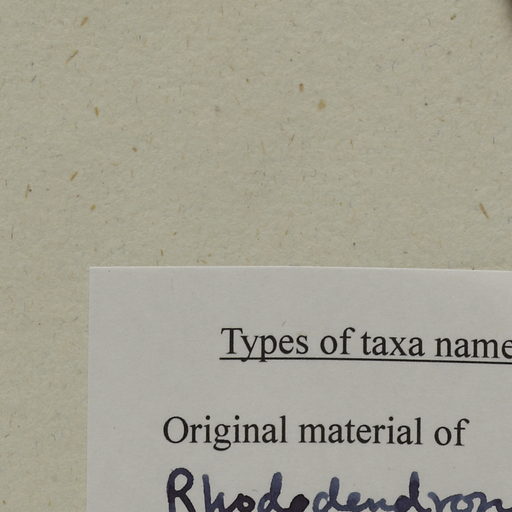 Types of taxa name
Original material of
Rhododendron